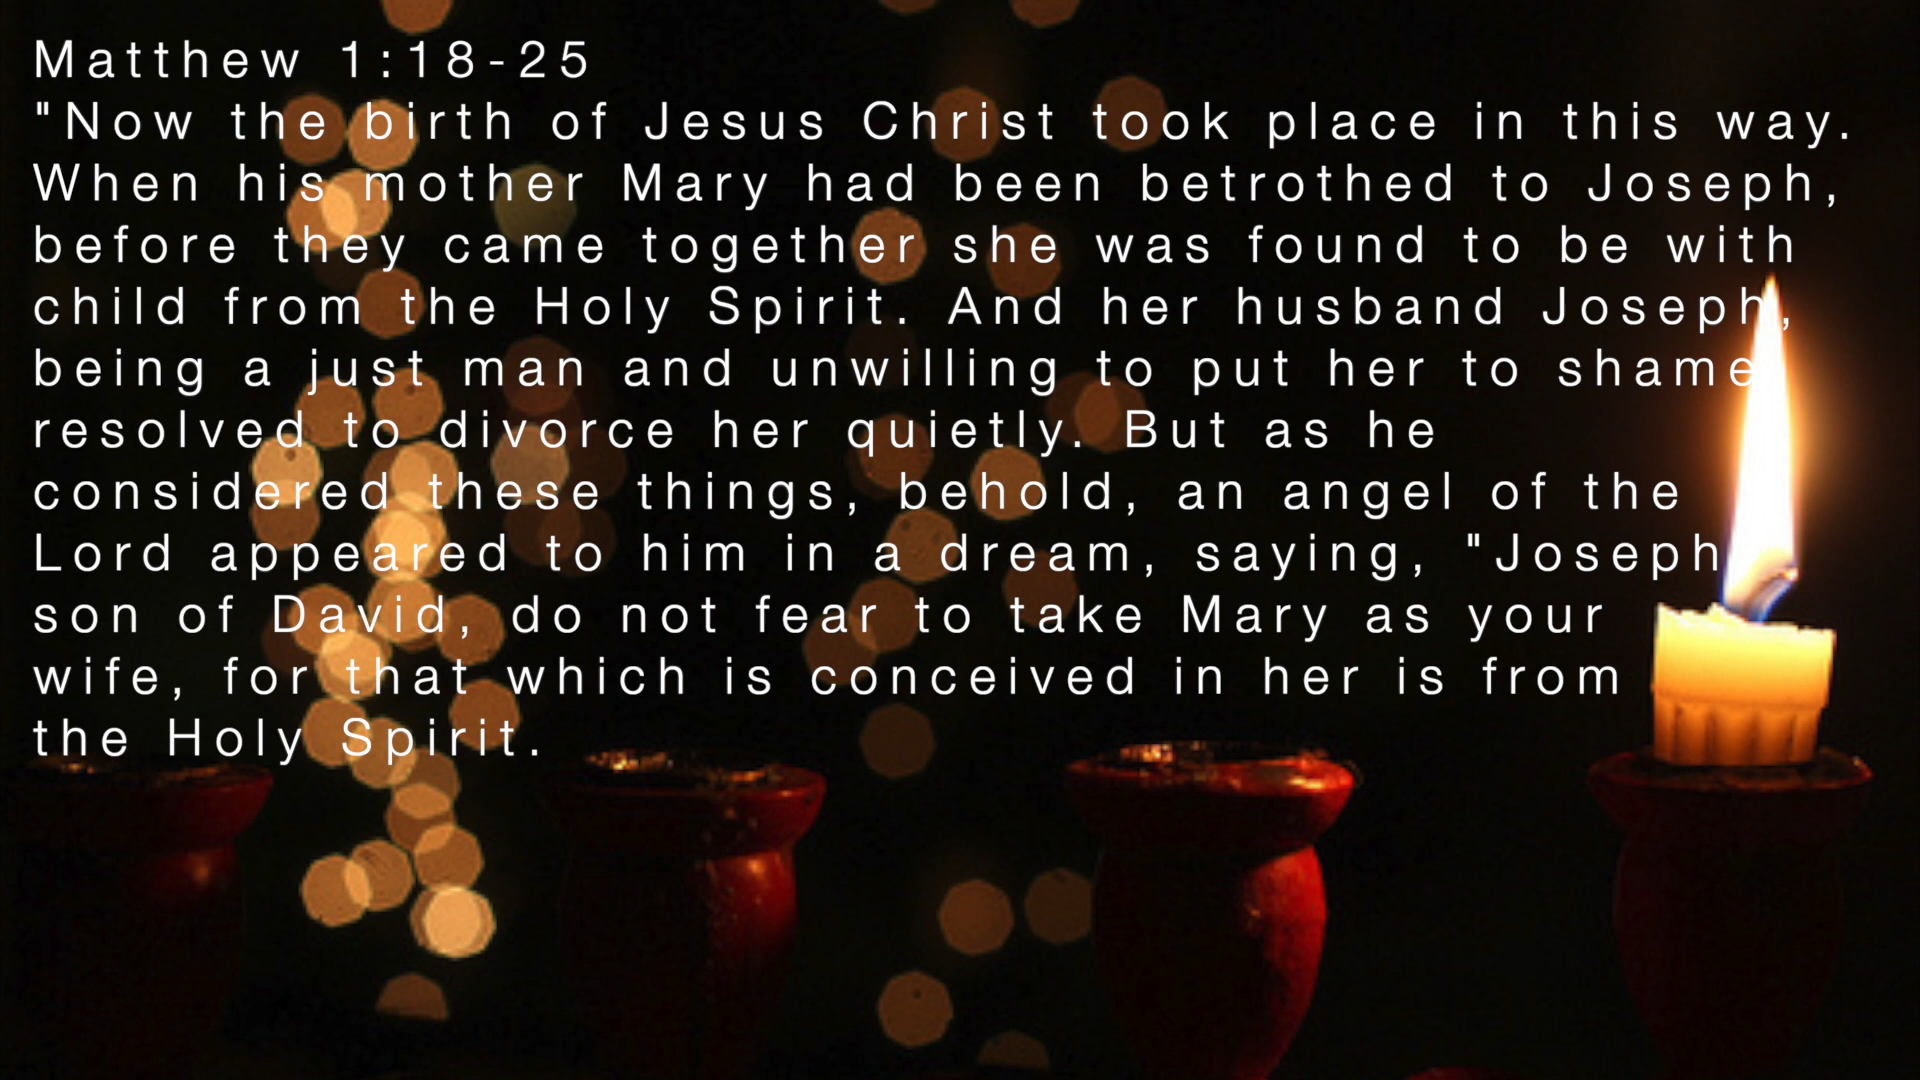 Matthew 1:18-25
"Now the birth of Jesus Christ took place in this way.
When his mother Mary had been betrothed to Joseph,
before they came together she was found to be with
child from the Holy Spirit. And her husband Joseph,
being a just man and unwilling to put her to shame
resolved to divorce her quietly. But as he
considered these things, behold, an angel of the
Lord appeared to him in a dream, saying, "Joseph
son of David, do not fear to take Mary as your
wife, for that which is conceived in her is from
the Holy Spirit.